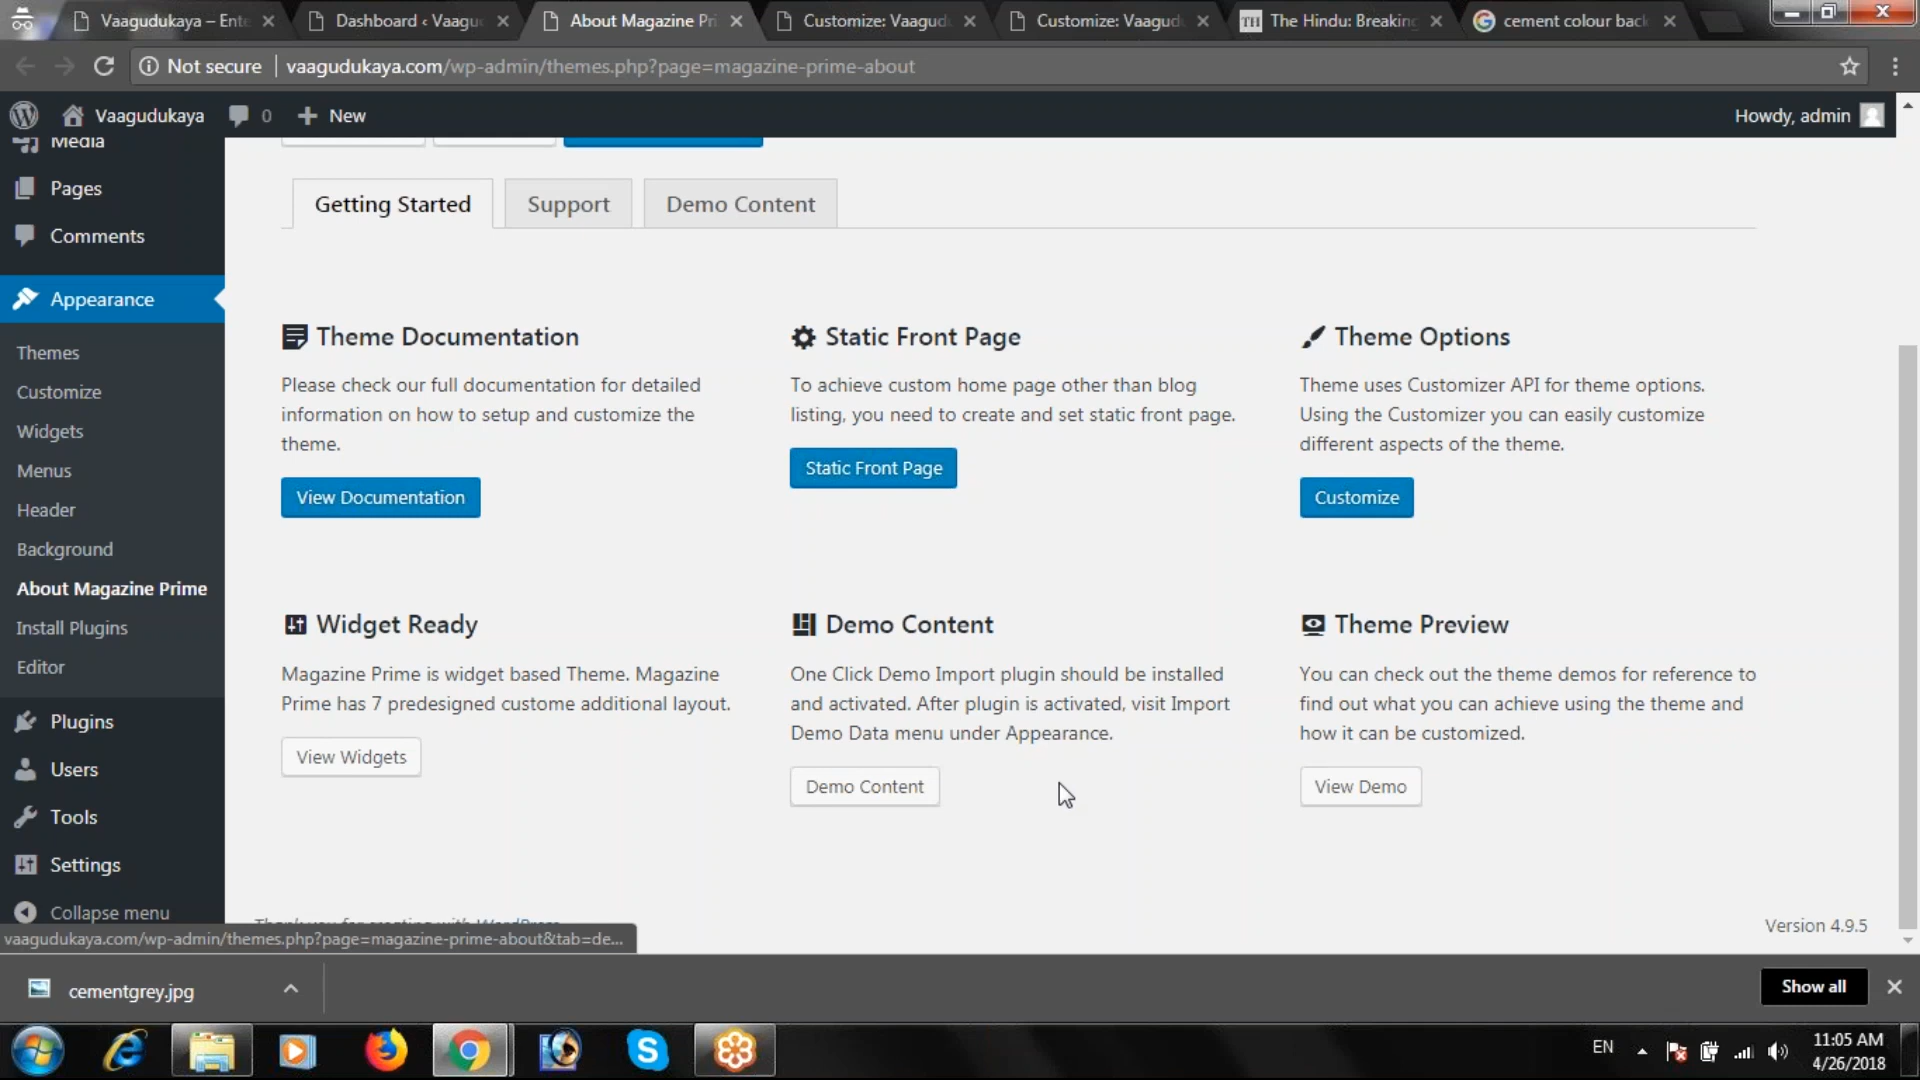 Vaagudukaya – Ente
Dashboard ‹ Vaagu
About Magazine Pri
Customize: Vaagud
Customize: Vaagud
TH The Hindu: Breaking
cement colour back
Not secure | vaagudukaya.com/wp-admin/themes.php?page=magazine-prime-about
Vaagudukaya 0 + New
Howdy, admin
Media
Pages
Comments
Appearance
Themes
Customize
Widgets
Menus
Header
Background
About Magazine Prime
Install Plugins
Editor
Plugins
Users
Tools
Settings
Collapse menu
Getting Started
Support
Demo Content
Theme Documentation
Please check our full documentation for detailed
information on how to setup and customize the
theme.
View Documentation
Static Front Page
To achieve custom home page other than blog
listing, you need to create and set static front page.
Static Front Page
Theme Options
Theme uses Customizer API for theme options.
Using the Customizer you can easily customize
different aspects of the theme.
Customize
Widget Ready
Magazine Prime is widget based Theme. Magazine
Prime has 7 predesigned custome additional layout.
View Widgets
Demo Content
One Click Demo Import plugin should be installed
and activated. After plugin is activated, visit Import
Demo Data menu under Appearance.
Demo Content
Theme Preview
You can check out the theme demos for reference to
find out what you can achieve using the theme and
how it can be customized.
View Demo
Version 4.9.5
vaagudukaya.com/wp-admin/themes.php?page=magazine-prime-about&tab=de...
cementgrey.jpg
Show all
EN
11:05 AM
4/26/2018